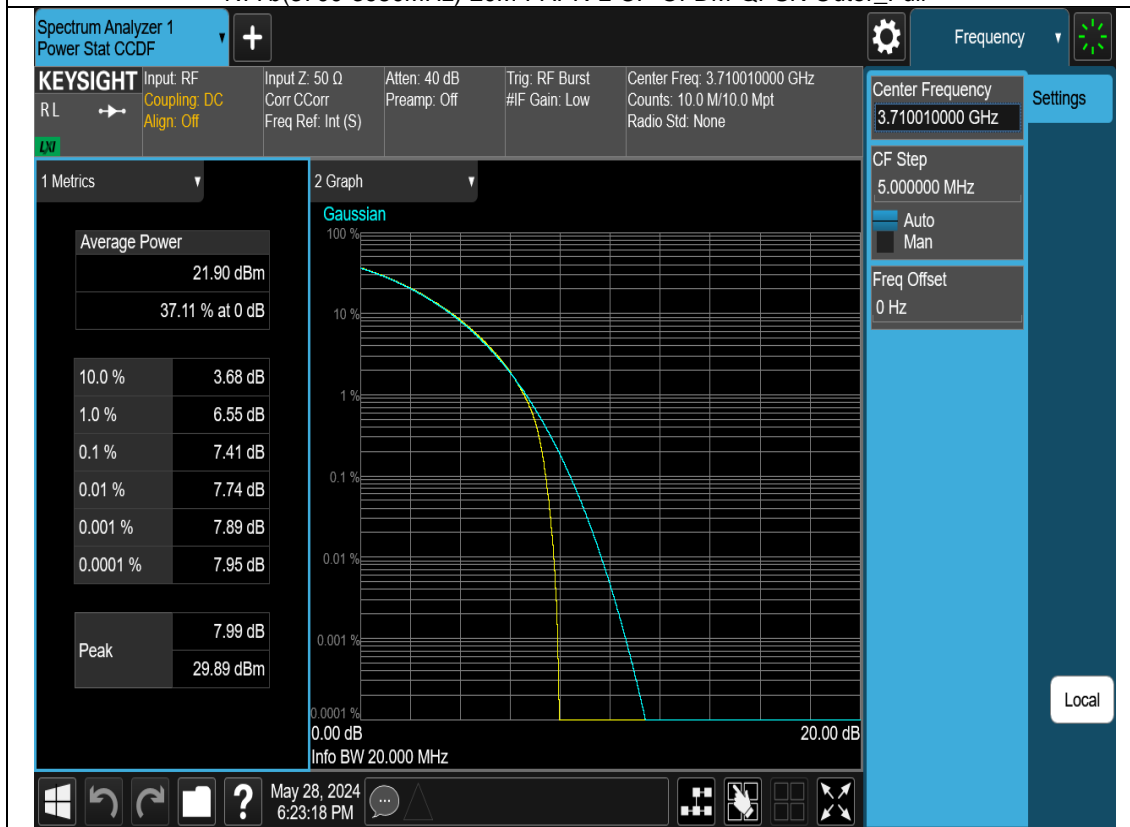 Spectrum Analyzer 1
Power Stat CCDF
Frequency
KEYSIGHT
R L
LXI
Input: RF
Coupling: DC
Align: Off
Input Z: 50 Ω
Corr CCorr
Freq Ref: Int (S)
Atten: 40 dB
Preamp: Off
Trig: RF Burst
#IF Gain: Low
Center Freq: 3.710010000 GHz
Counts: 10.0 M/10.0 Mpt
Radio Std: None
1 Metrics
Average Power
21.90 dBm
37.11 % at 0 dB
10.0 % 3.68 dB
1.0 % 6.55 dB
0.1 % 7.41 dB
0.01 % 7.74 dB
0.001 % 7.89 dB
0.0001 % 7.95 dB
Peak 7.99 dB
29.89 dBm
2 Graph
Gaussian
100 %
10 %
1 %
0.1 %
0.01 %
0.001 %
0.0001 %
0.00 dB 20.00 dB
Info BW 20.000 MHz
Center Frequency
3.710010000 GHz
CF Step
5.000000 MHz
Auto
Man
Freq Offset
0 Hz
Settings
Local
?
May 28, 2024
6:23:18 PM